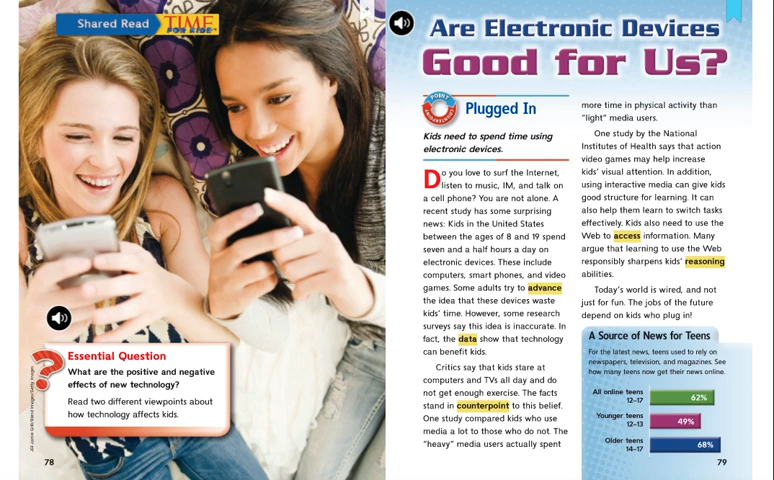 Shared Read
TIME
FOR KIDS
Essential Question
What are the positive and negative
effects of new technology?
Read two different viewpoints about
how technology affects kids.
78
Are Electronic Devices
Good for Us?
POINT
COUNTERPOINT
Plugged In
Kids need to spend time using
electronic devices.
Do you love to surf the Internet,
listen to music, IM, and talk on
a cell phone? You are not alone. A
recent study has some surprising
news: Kids in the United States
between the ages of 8 and 19 spend
seven and a half hours a day on
electronic devices. These include
computers, smart phones, and video
games. Some adults try to advance
the idea that these devices waste
kids' time. However, some research
surveys say this idea is inaccurate. In
fact, the data show that technology
can benefit kids.
Critics say that kids stare at
computers and TVs all day and do
not get enough exercise. The facts
stand in counterpoint to this belief.
One study compared kids who use
media a lot to those who do not. The
"heavy" media users actually spent
more time in physical activity than
"light" media users.
One study by the National
Institutes of Health says that action
video games may help increase
kids' visual attention. In addition,
using interactive media can give kids
good structure for learning. It can
also help them learn to switch tasks
effectively. Kids also need to use the
Web to access information. Many
argue that learning to use the Web
responsibly sharpens kids' reasoning
abilities.
Today's world is wired, and not
just for fun. The jobs of the future
depend on kids who plug in!
A Source of News for Teens
For the latest news, teens used to rely on
newspapers, television, and magazines. See
how many teens now get their news online.
All online teens
12–17
62%
Younger teens
12–13
49%
Older teens
14–17
68%
79